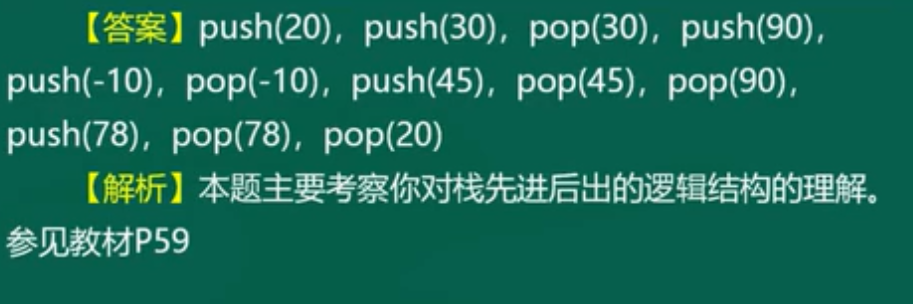 【答案】push(20)，push(30)，pop(30)，push(90)，
push(-10)，pop(-10)，push(45)，pop(45)，pop(90)，
push(78)，pop(78)，pop(20)
【解析】本题主要考察你对栈先进后出的逻辑结构的理解。
参见教材P59